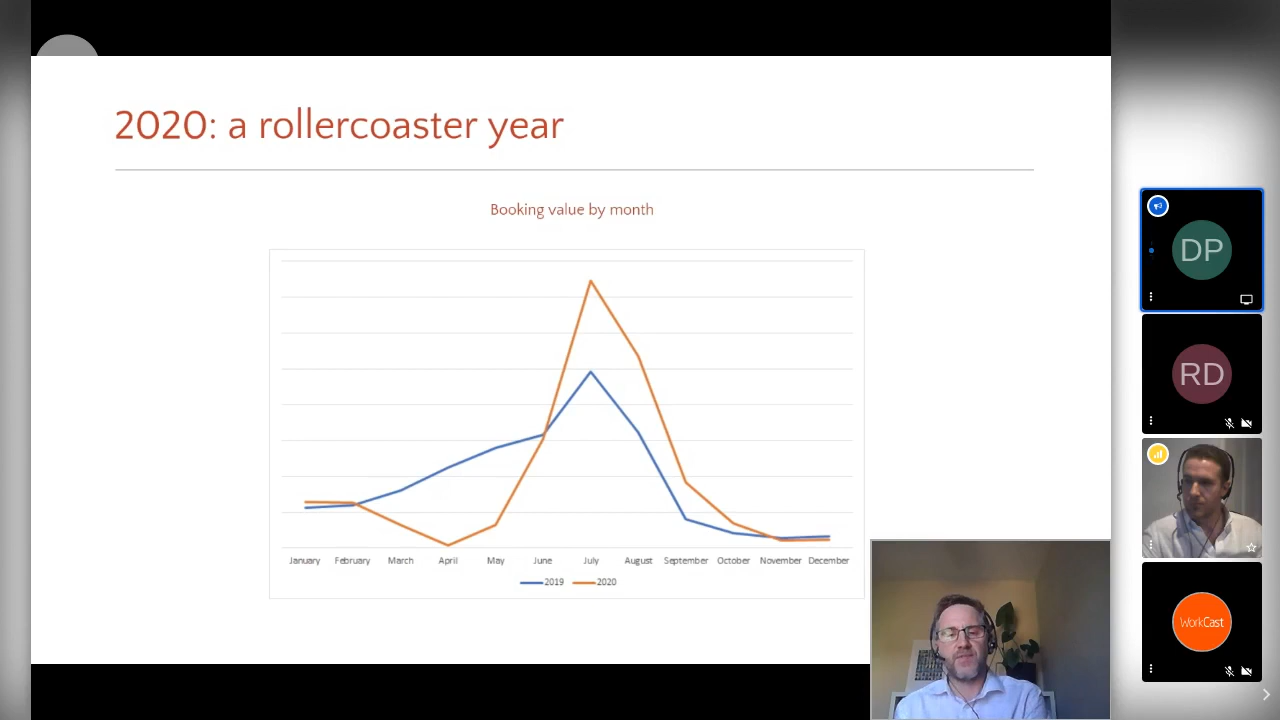 2020: a rollercoaster year
Booking value by month
January February March April May June July August September October November December
2019 2020
DP
RD
WorkCast